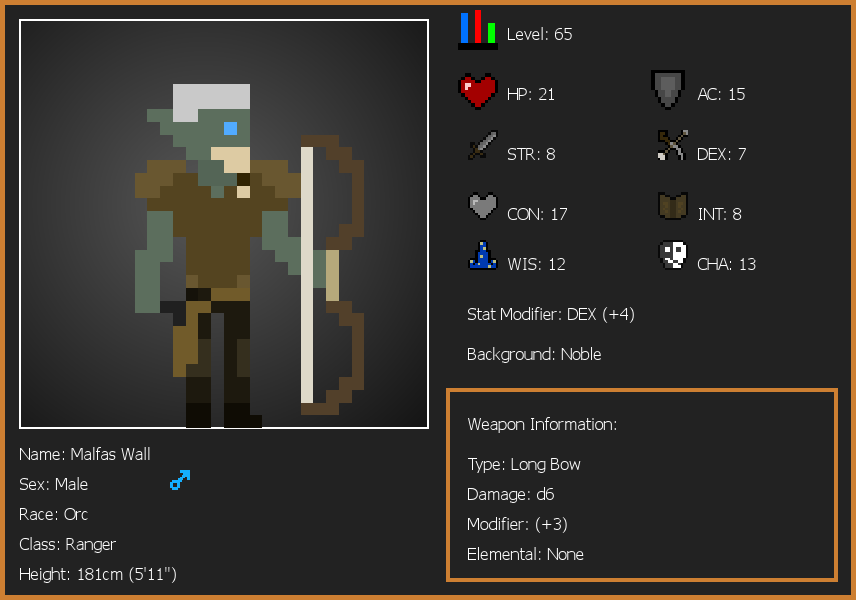 Level: 65
HP: 21
AC: 15
STR: 8
DEX: 7
CON: 17
INT: 8
WIS: 12
CHA: 13
Stat Modifier: DEX (+4)
Background: Noble
Weapon Information:
Type: Long Bow
Damage: d6
Modifier: (+3)
Elemental: None
Name: Malfas Wall
Sex: Male
Race: Orc
Class: Ranger
Height: 181cm (5'11")